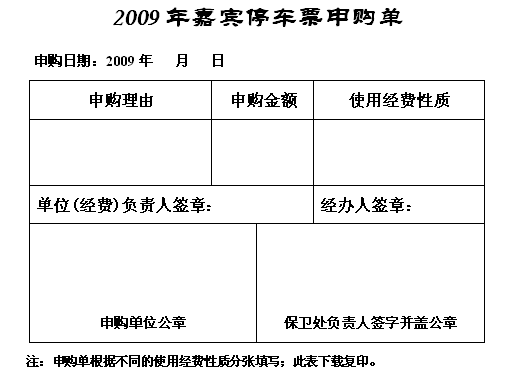 2009年嘉宾停车票申购单
申购日期：2009 年 月 日
申购理由 申购金额 使用经费性质
单位(经费)负责人签章： 经办人签章：
申购单位公章 保卫处负责人签字并盖公章
注：申购单根据不同的使用经费性质分张填写；此表下载复印。